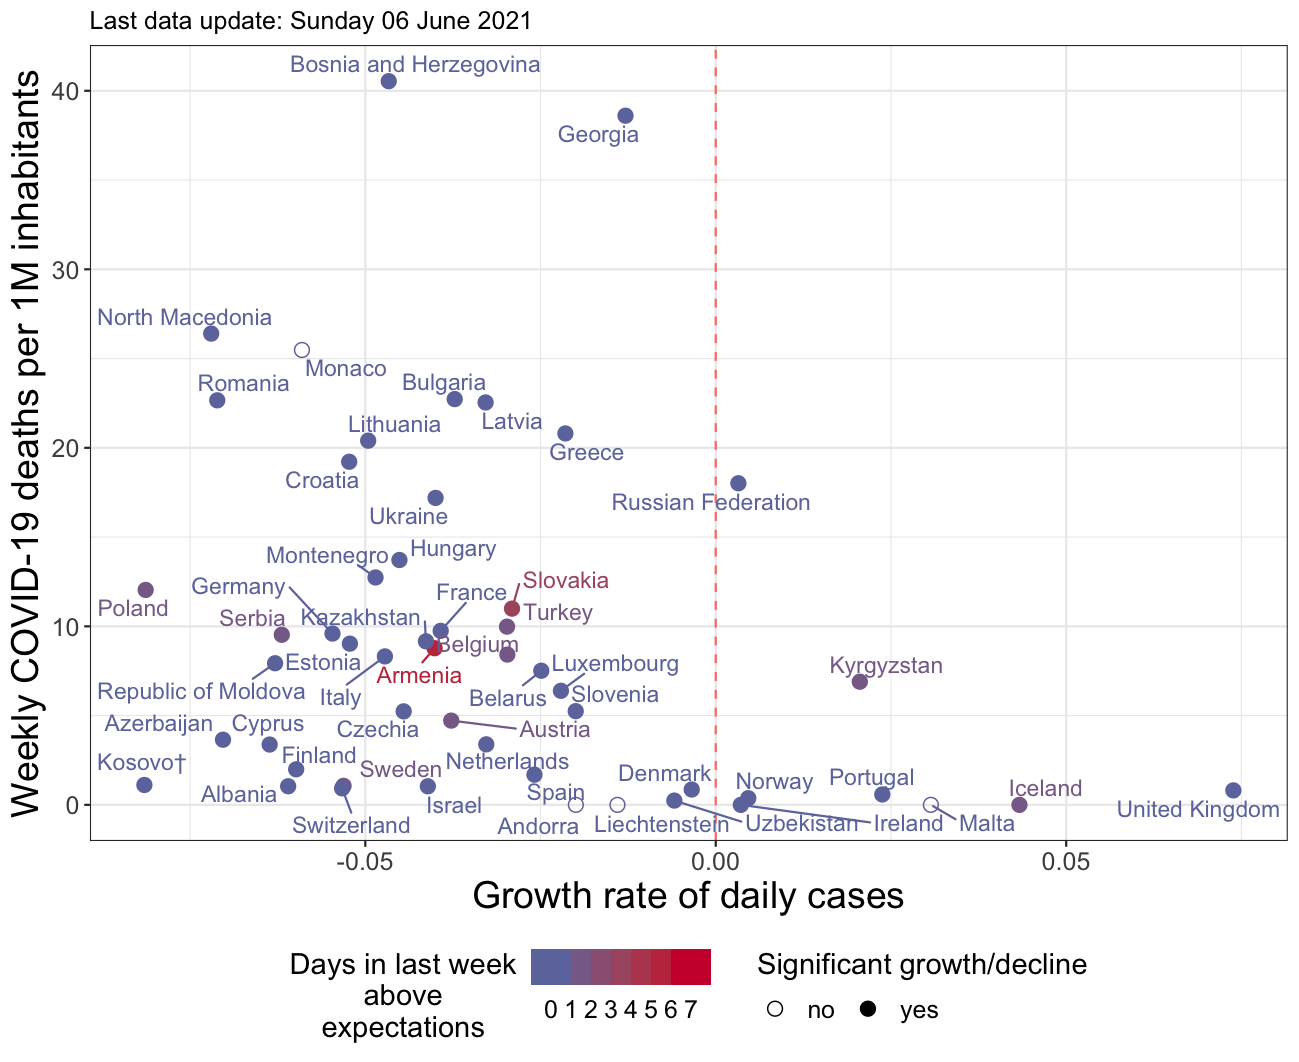 Last data update: Sunday 06 June 2021
Weekly COVID-19 deaths per 1M inhabitants
40
30
20
10
0
Bosnia and Herzegovina
Georgia
North Macedonia
Monaco
Romania
Bulgaria
Latvia
Lithuania
Greece
Croatia
Russian Federation
Ukraine
Hungary
Montenegro
Germany
Slovakia
France
Poland
Turkey
Serbia
Kazakhstan
Belgium
Estonia
Luxembourg
Kyrgyzstan
Armenia
Republic of Moldova
Italy
Belarus
Slovenia
Azerbaijan
Cyprus
Czechia
Austria
Finland
Kosovo†
Sweden
Netherlands
Denmark
Norway
Portugal
Iceland
Albania
Spain
Israel
United Kingdom
Switzerland
Andorra
Liechtenstein
Uzbekistan
Ireland
Malta
-0.05
0.00
0.05
Growth rate of daily cases
Days in last week
above
expectations
0 1 2 3 4 5 6 7
Significant growth/decline
no
yes